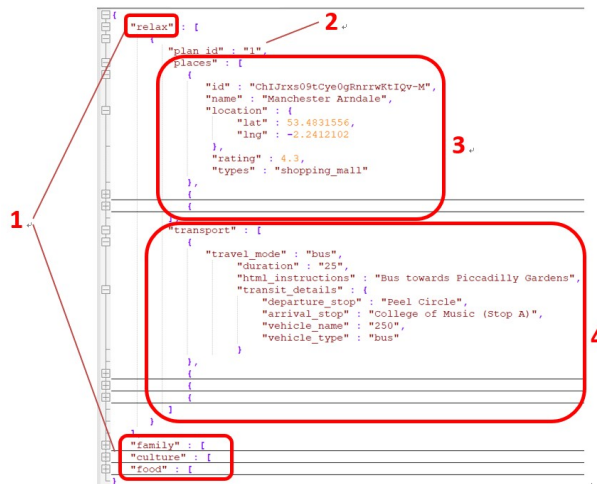 {
"relax" : [
{
2
"plan_id" : "1",
"places" : [
{
"id" : "ChIJrxs09tCye0gRnrrwKtIQv-M",
"name" : "Manchester Arndale",
"location" : {
"lat" : 53.4831556,
"lng" : -2.2412102
},
3
"rating" : 4.3,
"types" : "shopping_mall"
},
{
{
1
],
"transport" : [
{
"travel_mode" : "bus",
"duration" : "25",
"html_instructions" : "Bus towards Piccadilly Gardens",
"transit_details" : {
"departure_stop" : "Peel Circle",
"arrival_stop" : "College of Music (Stop A)",
"vehicle_name" : "250",
"vehicle_type" : "bus"
}
4
},
{
{
{
]
}
]
"family" : [
"culture" : [
"food" : [
}